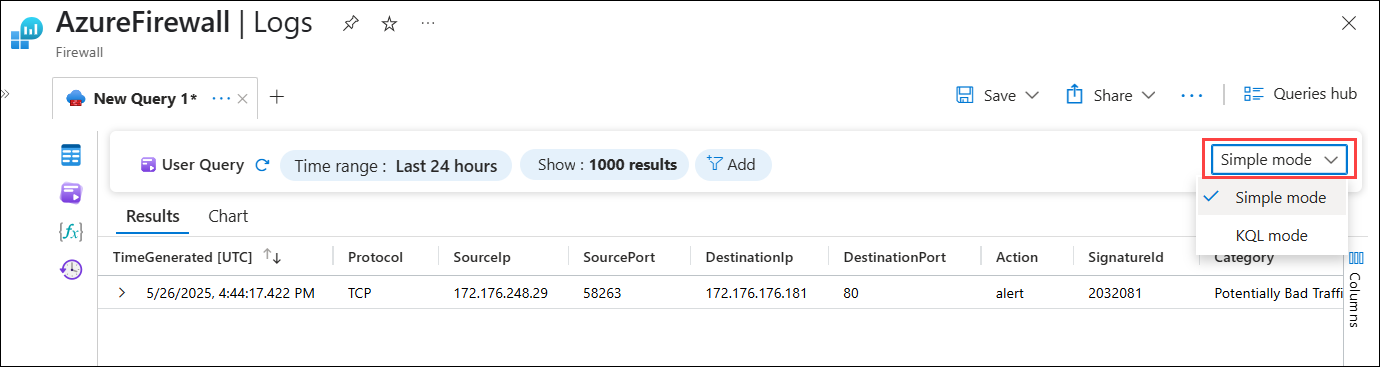 AzureFirewall | Logs
Firewall
New Query 1*
Save
Share
Queries hub
User Query
Time range : Last 24 hours
Show : 1000 results
Add
Simple mode
Simple mode
KQL mode
Results
Chart
TimeGenerated [UTC] Protocol SourceIp SourcePort DestinationIp DestinationPort Action SignatureId Category
5/26/2025, 4:44:17.422 PM TCP 172.176.248.29 58263 172.176.176.181 80 alert 2032081 Potentially Bad Traffi
Columns